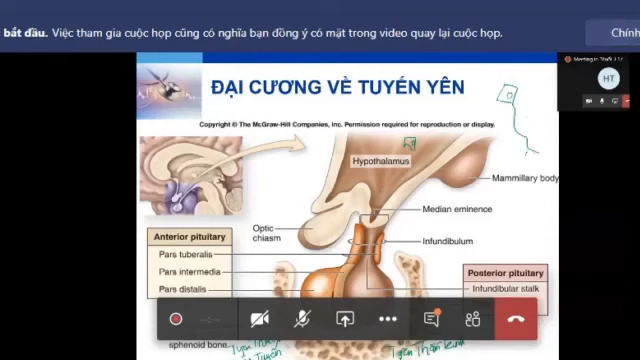 bắt đầu. Việc tham gia cuộc họp cũng có nghĩa bạn đồng ý có mặt trong video quay lại cuộc họp.
Chính
HT
ĐẠI CƯƠNG VỀ TUYẾN YÊN
Copyright © The McGraw-Hill Companies, Inc. Permission required for reproduction or display.
Hypothalamus
Mammillary body
Median eminence
Optic
chiasm
Infundibulum
Anterior pituitary
Pars tuberalis
Pars intermedia
Pars distalis
Posterior pituitary
Infundibular stalk
sphenoid bone
Tuyến